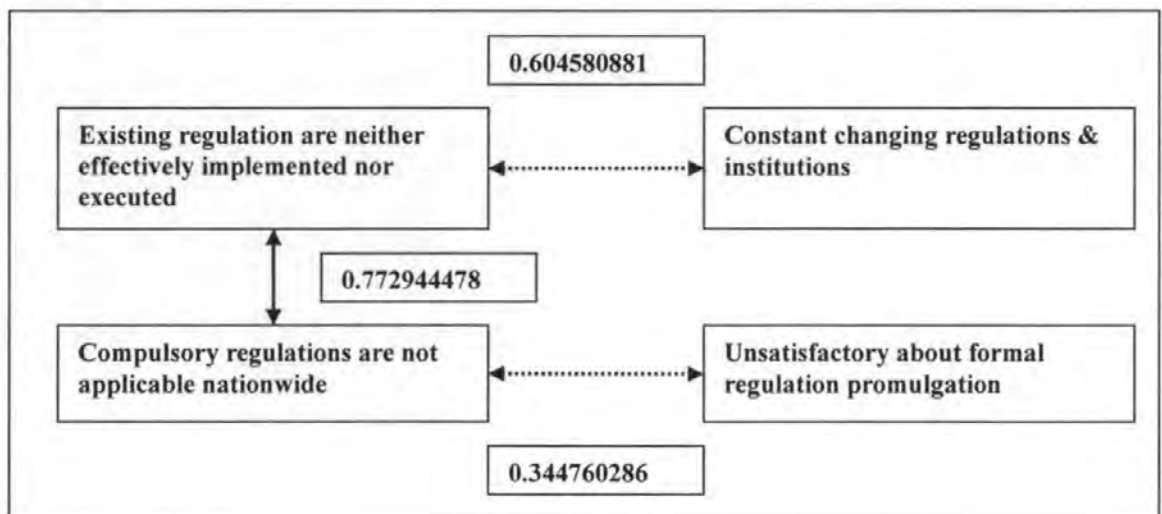 0.604580881
Existing regulation are neither
effectively implemented nor
executed
Constant changing regulations &
institutions
0.772944478
Compulsory regulations are not
applicable nationwide
Unsatisfactory about formal
regulation promulgation
0.344760286